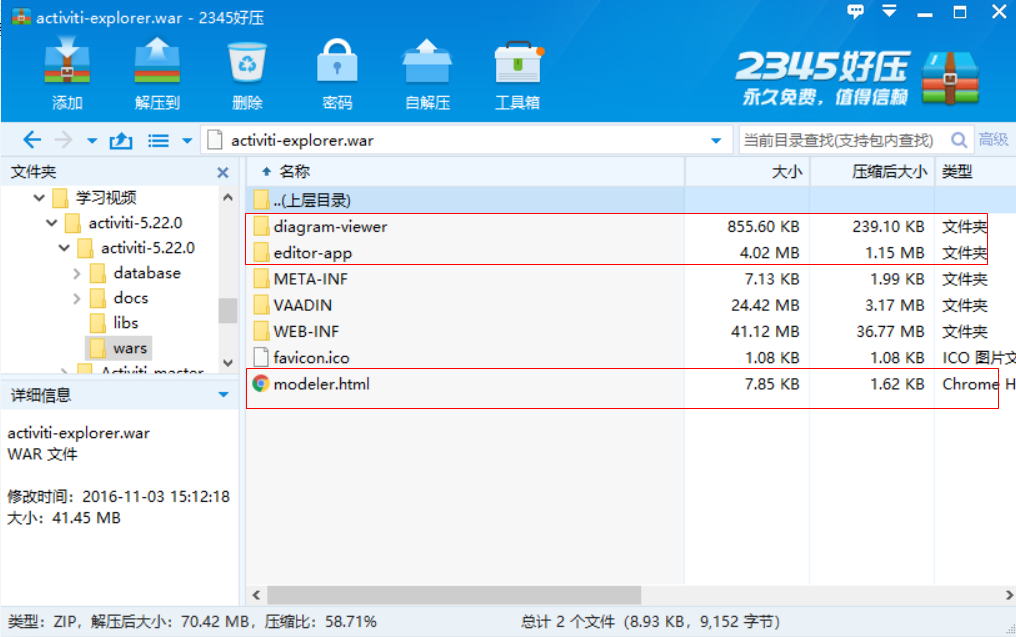 activiti-explorer.war - 2345好压
添加 解压到 删除 密码 自解压 工具箱
2345好压
永久免费，值得信赖
activiti-explorer.war 当前目录查找(支持包内查找) 高级
文件夹
学习视频
activiti-5.22.0
activiti-5.22.0
database
docs
libs
wars
Activiti-master
名称 大小 压缩后大小 类型
..(上层目录)
diagram-viewer 855.60 KB 239.10 KB 文件夹
editor-app 4.02 MB 1.15 MB 文件夹
META-INF 7.13 KB 1.99 KB 文件夹
VAADIN 24.42 MB 3.17 MB 文件夹
WEB-INF 41.12 MB 36.77 MB 文件夹
favicon.ico 1.08 KB 1.08 KB ICO 图片文
modeler.html 7.85 KB 1.62 KB Chrome H
详细信息
activiti-explorer.war
WAR 文件
修改时间：2016-11-03 15:12:18
大小：41.45 MB
类型：ZIP，解压后大小：70.42 MB，压缩比：58.71% 总计 2 个文件（8.93 KB，9,152 字节）